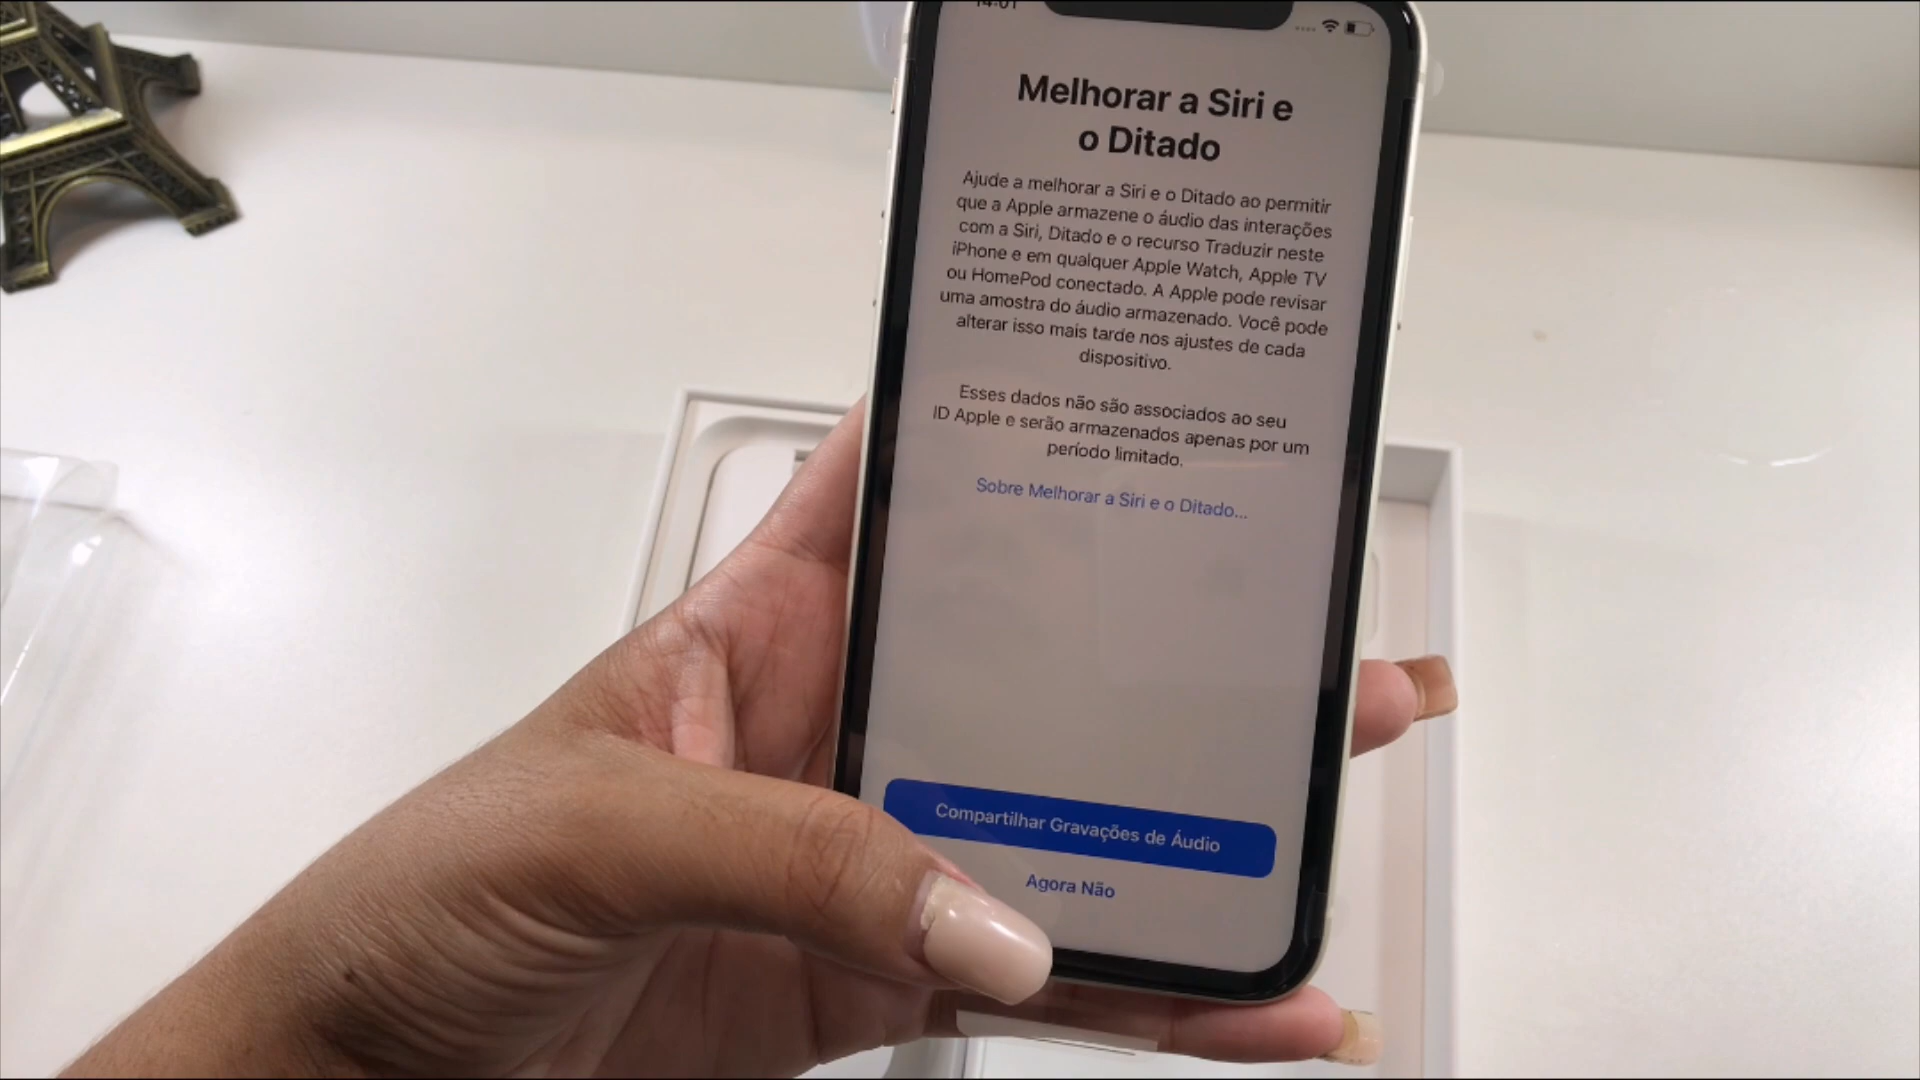 14:01
Melhorar a Siri e
o Ditado
Ajude a melhorar a Siri e o Ditado ao permitir
que a Apple armazene o áudio das interações
com a Siri, Ditado e o recurso Traduzir neste
iPhone e em qualquer Apple Watch, Apple TV
ou HomePod conectado. A Apple pode revisar
uma amostra do áudio armazenado. Você pode
alterar isso mais tarde nos ajustes de cada
dispositivo.
Esses dados não são associados ao seu
ID Apple e serão armazenados apenas por um
período limitado.
Sobre Melhorar a Siri e o Ditado...
Compartilhar Gravações de Áudio
Agora Não